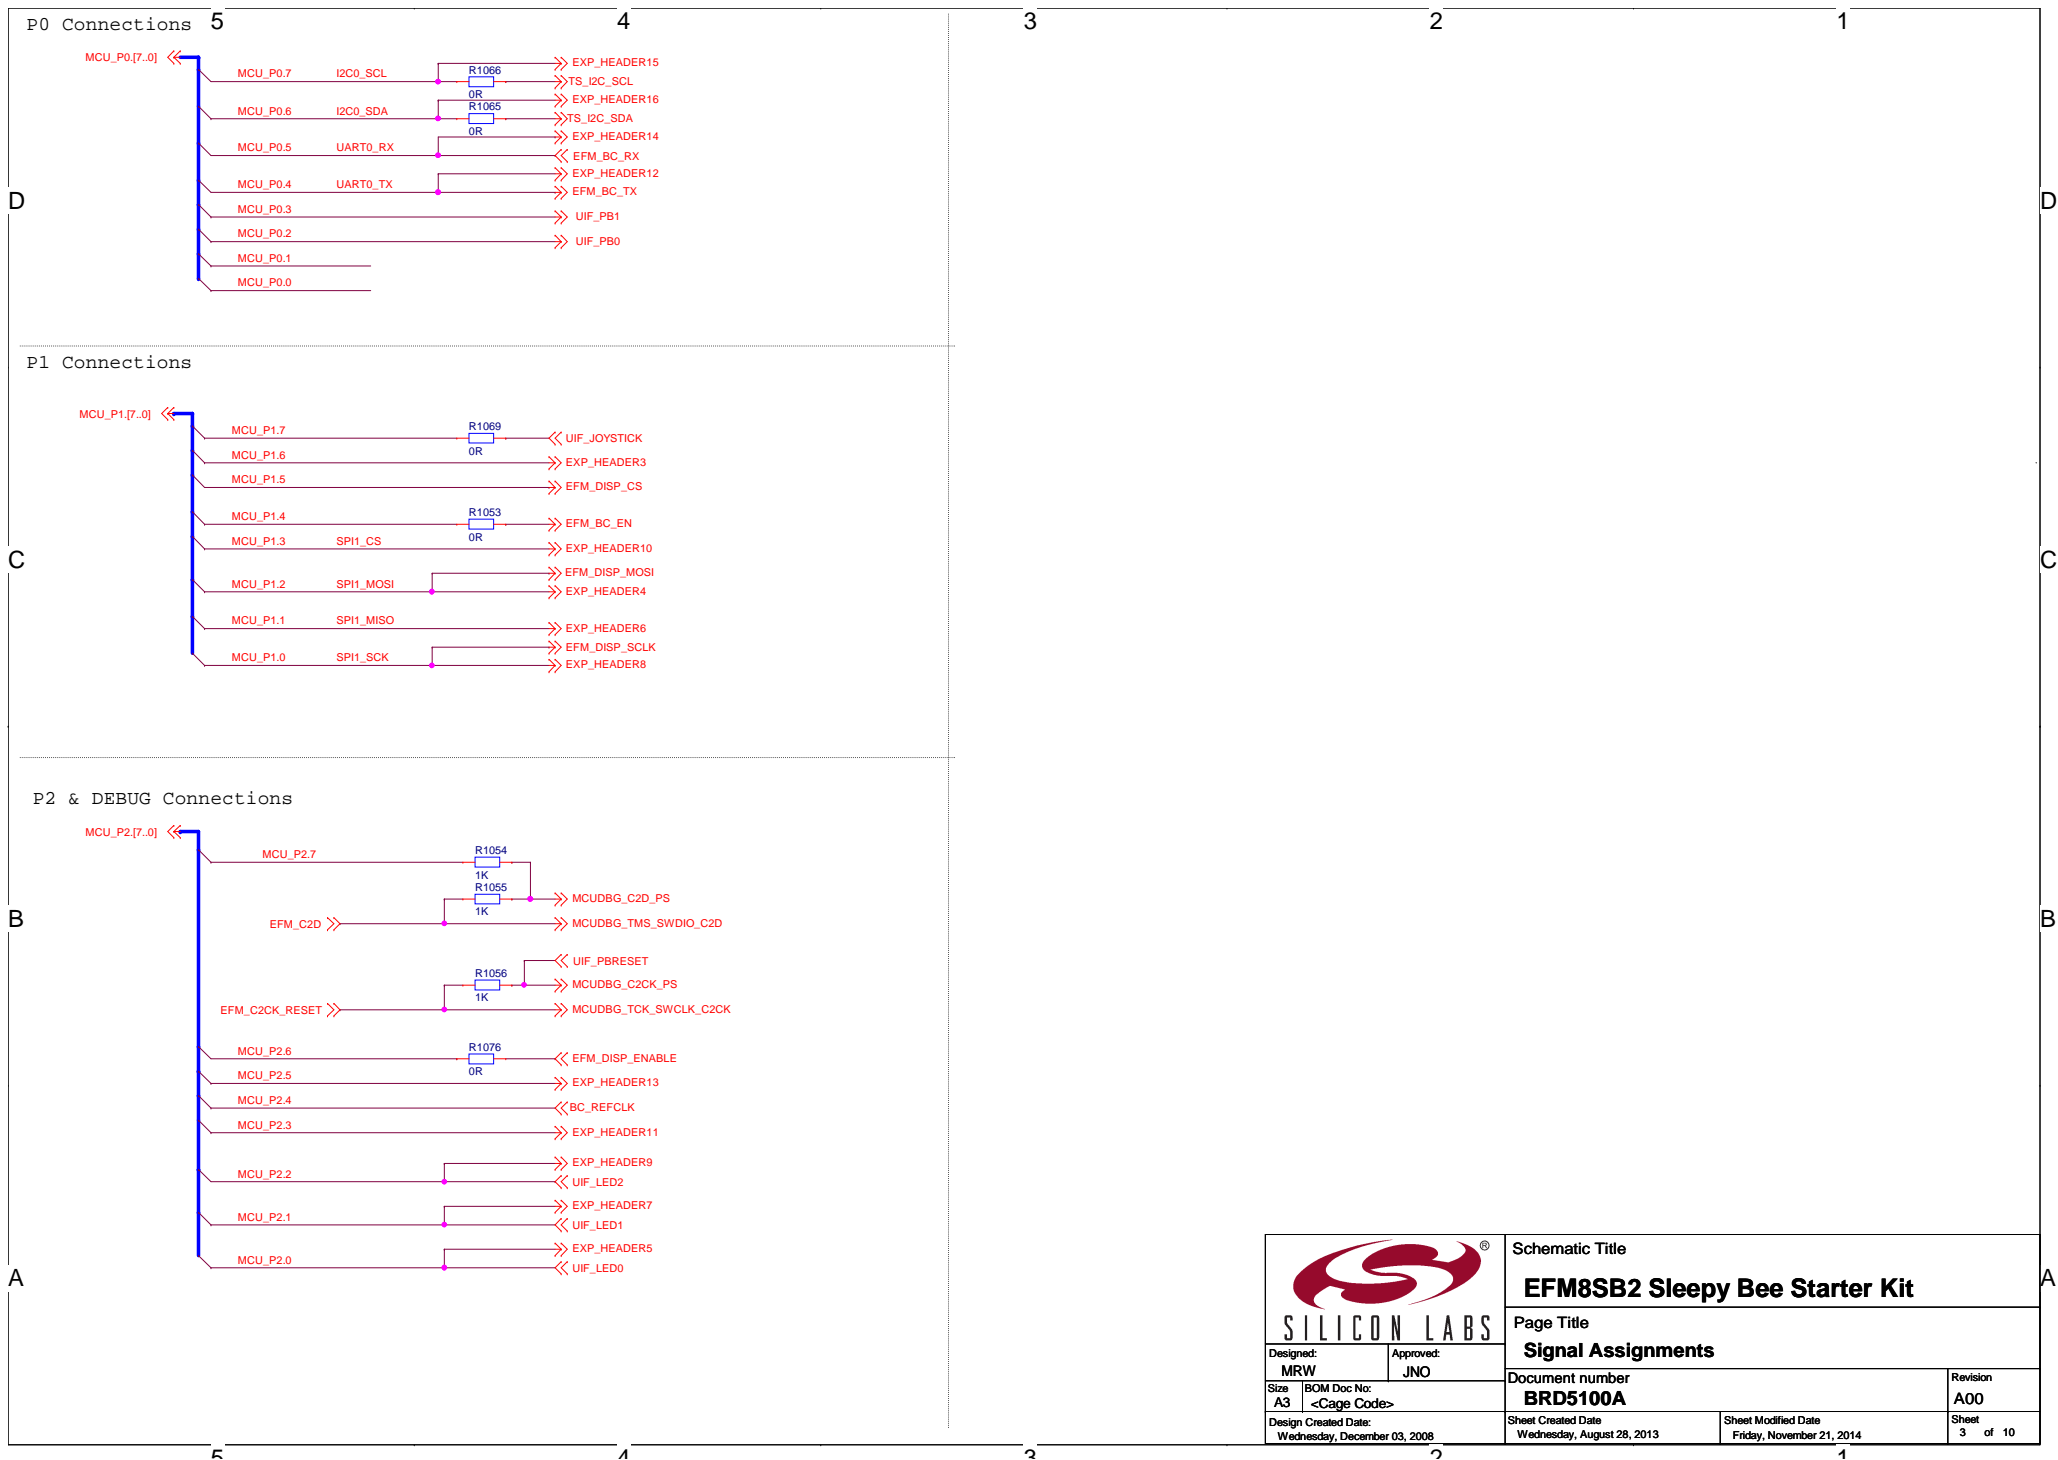 5 4 3 2 1
P0 Connections
MCU_P0.[7..0]
MCU_P0.7 I2C0_SCL R1066 0R EXP_HEADER15
TS_I2C_SCL
MCU_P0.6 I2C0_SDA R1065 0R EXP_HEADER16
TS_I2C_SDA
MCU_P0.5 UART0_RX EXP_HEADER14
EFM_BC_RX
MCU_P0.4 UART0_TX EXP_HEADER12
EFM_BC_TX
D D
MCU_P0.3 UIF_PB1
MCU_P0.2 UIF_PB0
MCU_P0.1
MCU_P0.0
P1 Connections
MCU_P1.[7..0]
MCU_P1.7 R1069 0R UIF_JOYSTICK
MCU_P1.6 EXP_HEADER3
MCU_P1.5 EFM_DISP_CS
MCU_P1.4 R1053 0R EFM_BC_EN
MCU_P1.3 SPI1_CS EXP_HEADER10
C C
MCU_P1.2 SPI1_MOSI EFM_DISP_MOSI
EXP_HEADER4
MCU_P1.1 SPI1_MISO EXP_HEADER6
EFM_DISP_SCLK
MCU_P1.0 SPI1_SCK EXP_HEADER8
P2 & DEBUG Connections
MCU_P2.[7..0]
MCU_P2.7 R1054 1K
R1055 1K MCUDBG_C2D_PS
B B
EFM_C2D MCUDBG_TMS_SWDIO_C2D
UIF_PBRESET
R1056 1K MCUDBG_C2CK_PS
EFM_C2CK_RESET MCUDBG_TCK_SWCLK_C2CK
MCU_P2.6 R1076 0R EFM_DISP_ENABLE
MCU_P2.5 EXP_HEADER13
MCU_P2.4 BC_REFCLK
MCU_P2.3 EXP_HEADER11
EXP_HEADER9
MCU_P2.2 UIF_LED2
EXP_HEADER7
MCU_P2.1 UIF_LED1
EXP_HEADER5
MCU_P2.0 UIF_LED0
A A
®
SILICON LABS
Schematic Title
EFM8SB2 Sleepy Bee Starter Kit
Page Title
Signal Assignments
Designed: Approved:
MRW JNO
Size BOM Doc No:
A3 <Cage Code>
Document number
BRD5100A
Revision
A00
Design Created Date:
Wednesday, December 03, 2008
Sheet Created Date
Wednesday, August 28, 2013
Sheet Modified Date
Friday, November 21, 2014
Sheet
3 of 10
5 4 3 2 1